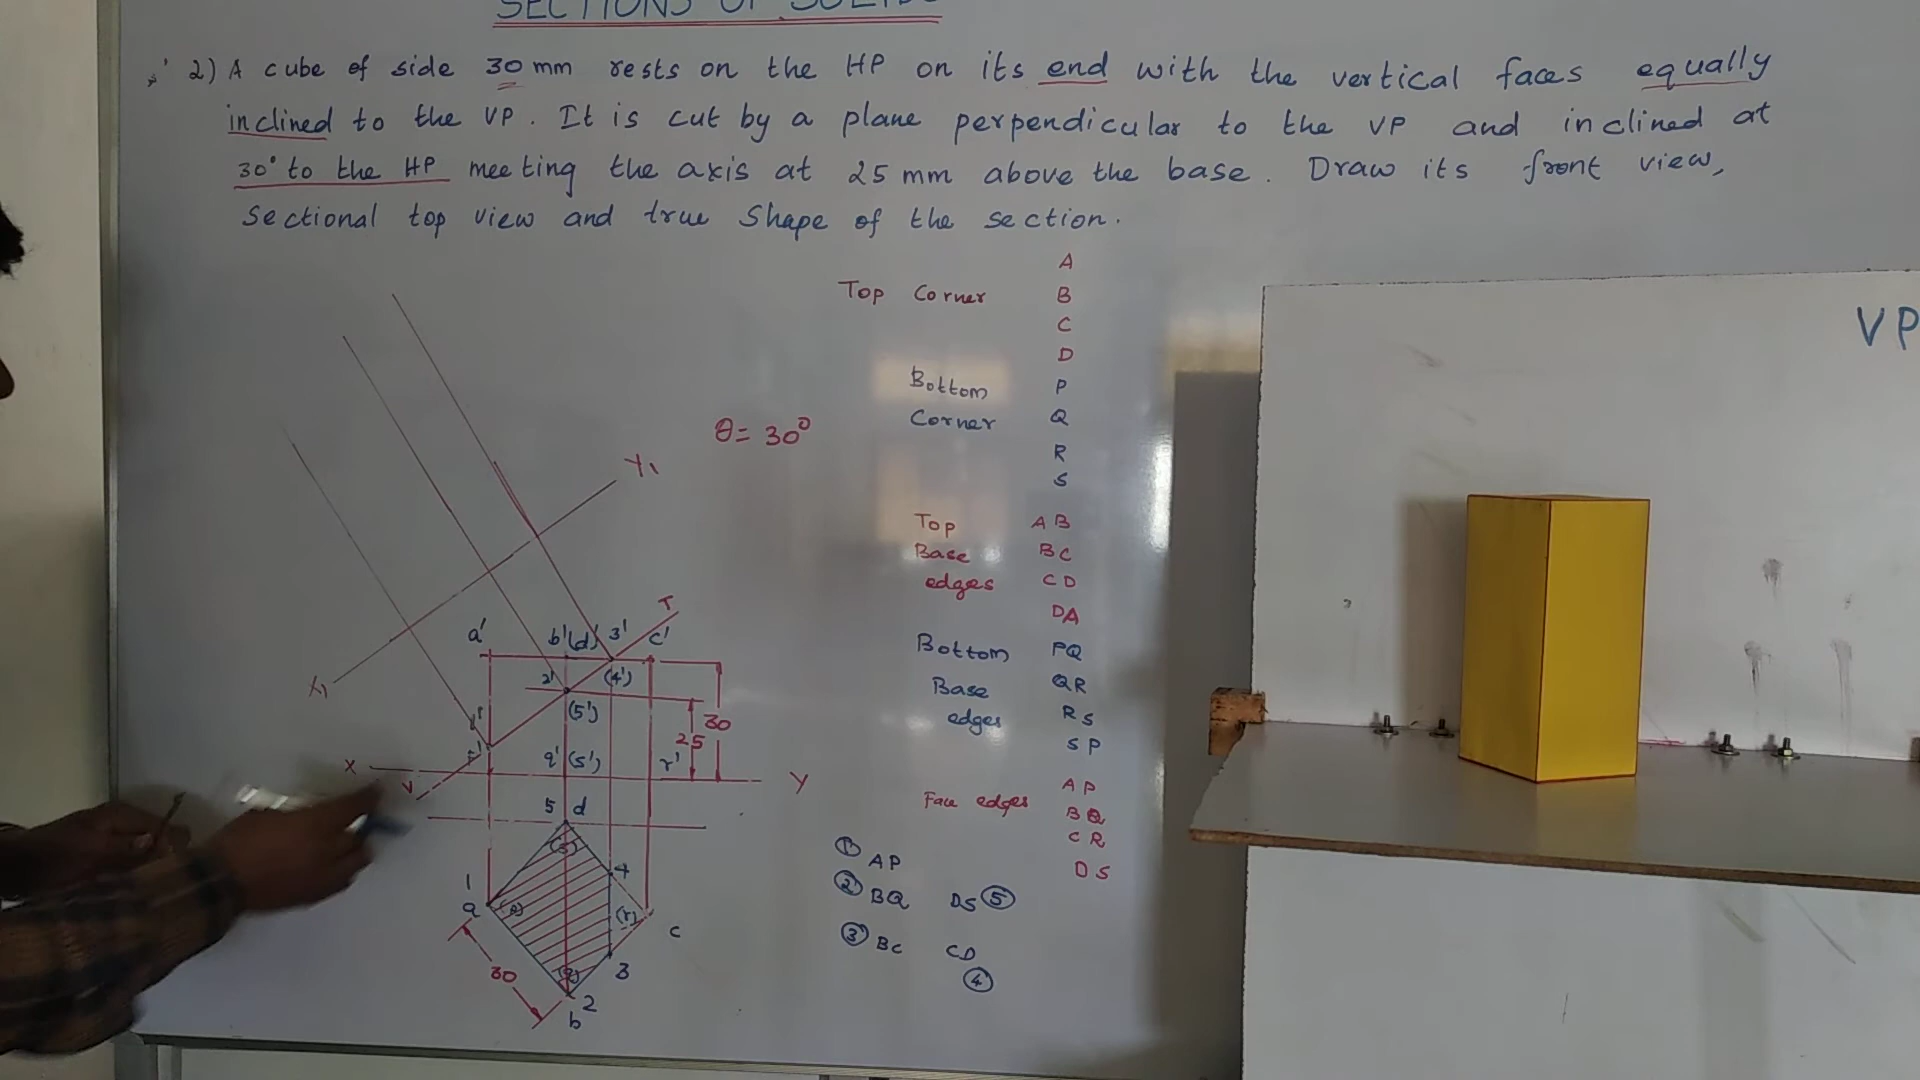 SECTIONS OF SOLIDS
2) A cube of side 30 mm rests on the HP on its end with the vertical faces equally
inclined to the VP. It is cut by a plane perpendicular to the VP and inclined at
30° to the HP meeting the axis at 25 mm above the base. Draw its front view,
Sectional top view and true Shape of the section.
A
Top Corner B
C
D
Bottom P
Corner Q
R
S
θ = 30°
VP
Top AB
Base BC
edges CD
DA
Bottom PQ
Base QR
edges RS
SP
Face edges AP
BQ
CR
DS
① AP
② BQ DS ⑤
③ BC CD
④
Y1
X1
T
a' b'(d') 3' c'
2' (4')
(5')
1'
30
25
q'(s') r'
X Y
V
5 d
(s)
4
1
a (p) (r) c
3
(q)
30
2
b